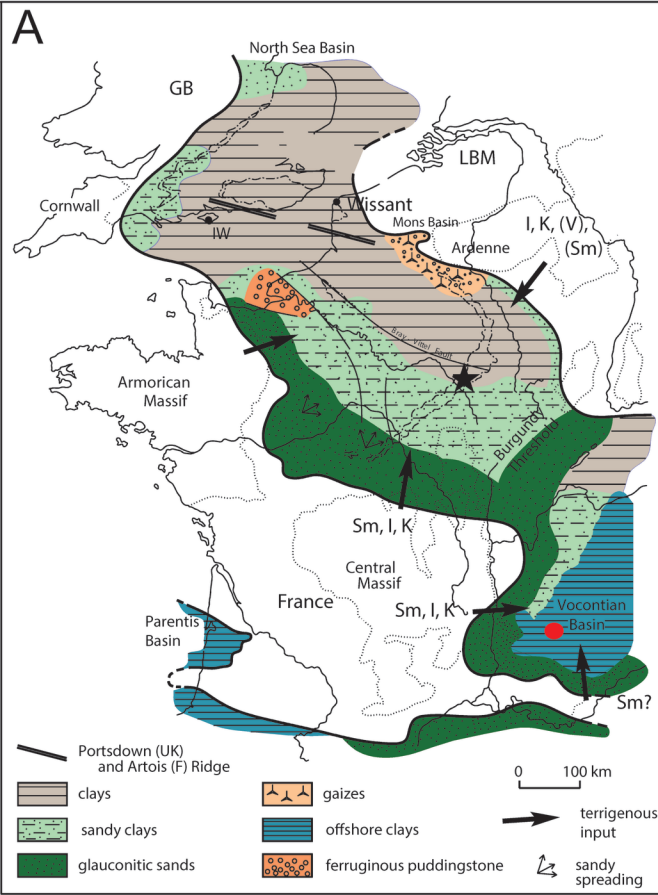 A
North Sea Basin
GB
LBM
Cornwall
Wissant
IW
Mons Basin
I, K, (V),
(Sm)
Ardenne
Bray - Vittel Fault
Armorican
Massif
Burgundy
Threshold
Sm, I, K
Central
Massif
France
Sm, I, K
Vocontian
Basin
Parentis
Basin
Sm?
Portsdown (UK)
and Artois (F) Ridge
0 100 km
clays
gaizes
terrigenous
input
sandy clays
offshore clays
glauconitic sands
ferruginous puddingstone
sandy
spreading